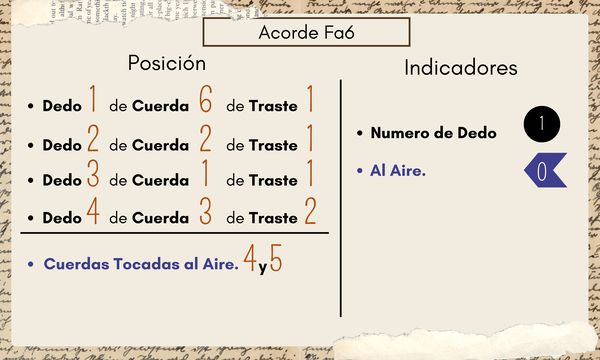 Acorde Fa6
Posición
• Dedo 1 de Cuerda 6 de Traste 1
• Dedo 2 de Cuerda 2 de Traste 1
• Dedo 3 de Cuerda 1 de Traste 1
• Dedo 4 de Cuerda 3 de Traste 2
• Cuerdas Tocadas al Aire. 4 y 5
Indicadores
• Numero de Dedo 1
• Al Aire. 0